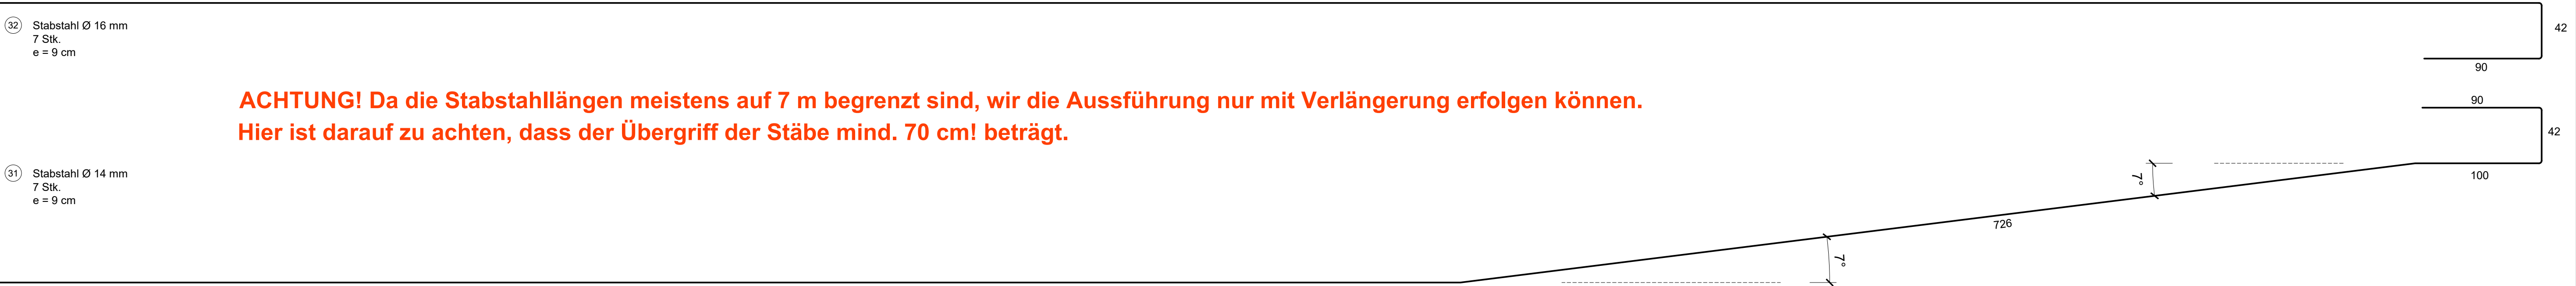 32 Stabstahl Ø 16 mm
7 Stk.
e = 9 cm
42
90
ACHTUNG! Da die Stabstahllängen meistens auf 7 m begrenzt sind, wir die Aussführung nur mit Verlängerung erfolgen können.
Hier ist darauf zu achten, dass der Übergriff der Stäbe mind. 70 cm! beträgt.
90
42
31 Stabstahl Ø 14 mm
7 Stk.
e = 9 cm
7°
100
726
7°